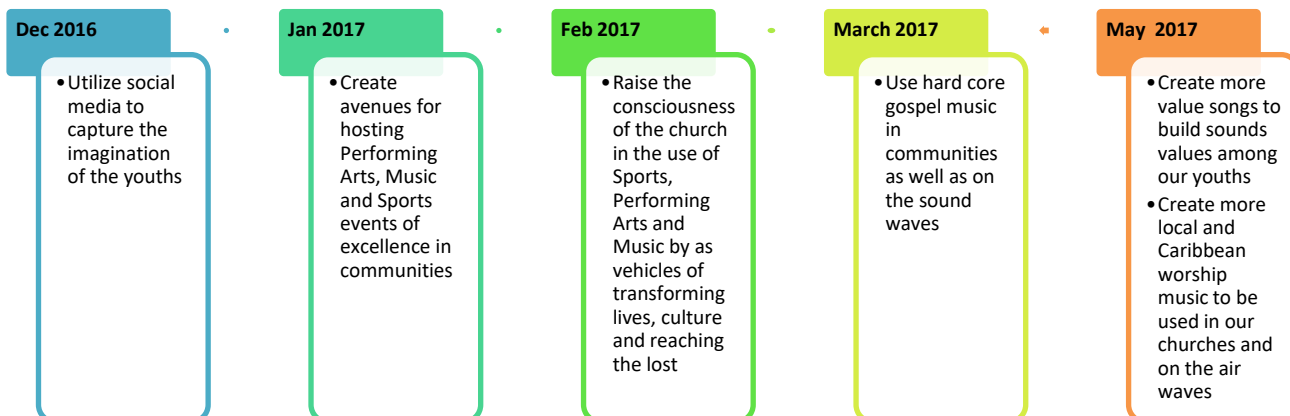 Dec 2016
•Utilize social
media to
capture the
imagination
of the youths
Jan 2017
•Create
avenues for
hosting
Performing
Arts, Music
and Sports
events of
excellence in
communities
Feb 2017
•Raise the
consciousness
of the church
in the use of
Sports,
Performing
Arts and
Music by as
vehicles of
transforming
lives, culture
and reaching
the lost
March 2017
•Use hard core
gospel music
in
communities
as well as on
the sound
waves
May  2017
•Create more
value songs to
build sounds
values among
our youths
•Create more
local and
Caribbean
worship
music to be
used in our
churches and
on the air
waves